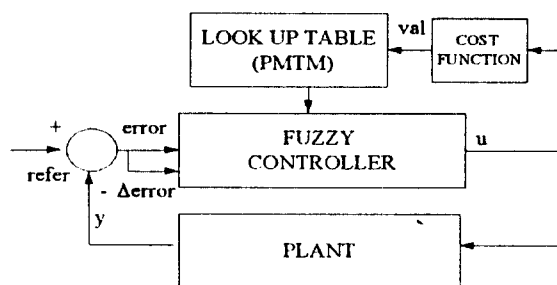 LOOK UP TABLE
(PMTM)
val
COST
FUNCTION
+
error
refer
-
Δerror
y
FUZZY
CONTROLLER
u
PLANT